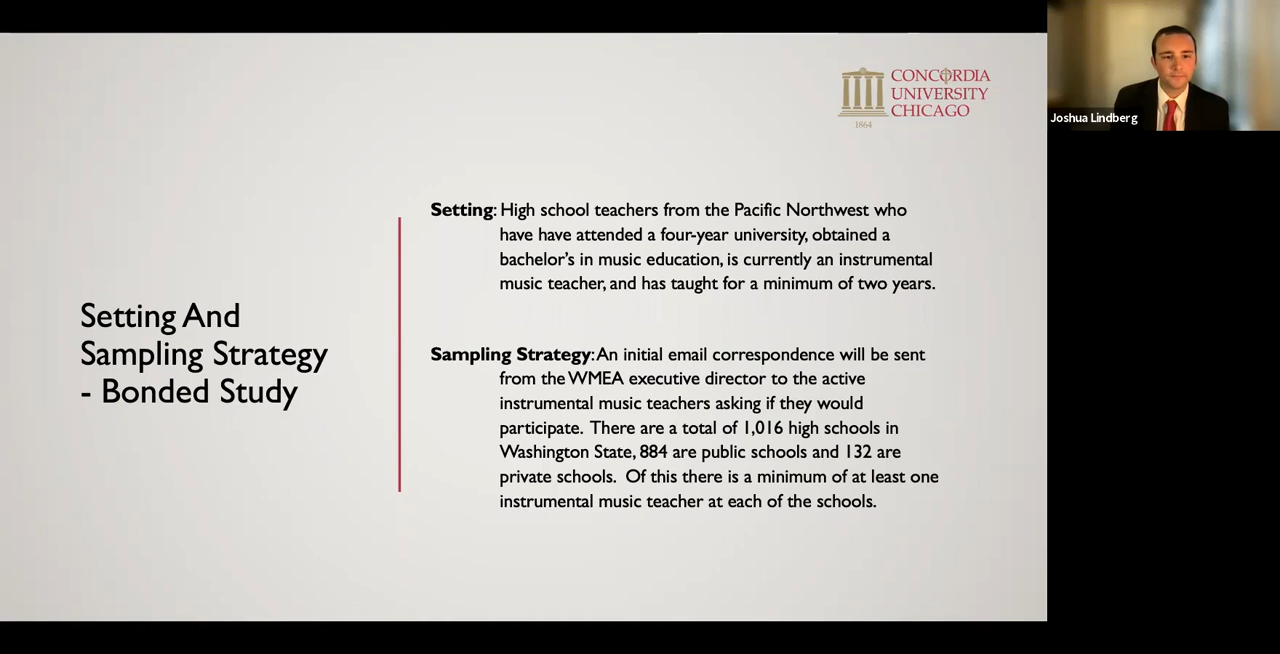 CONCORDIA
UNIVERSITY
CHICAGO
1864
Joshua Lindberg
Setting And
Sampling Strategy
- Bonded Study
Setting: High school teachers from the Pacific Northwest who
have have attended a four-year university, obtained a
bachelor's in music education, is currently an instrumental
music teacher, and has taught for a minimum of two years.
Sampling Strategy: An initial email correspondence will be sent
from the WMEA executive director to the active
instrumental music teachers asking if they would
participate. There are a total of 1,016 high schools in
Washington State, 884 are public schools and 132 are
private schools. Of this there is a minimum of at least one
instrumental music teacher at each of the schools.